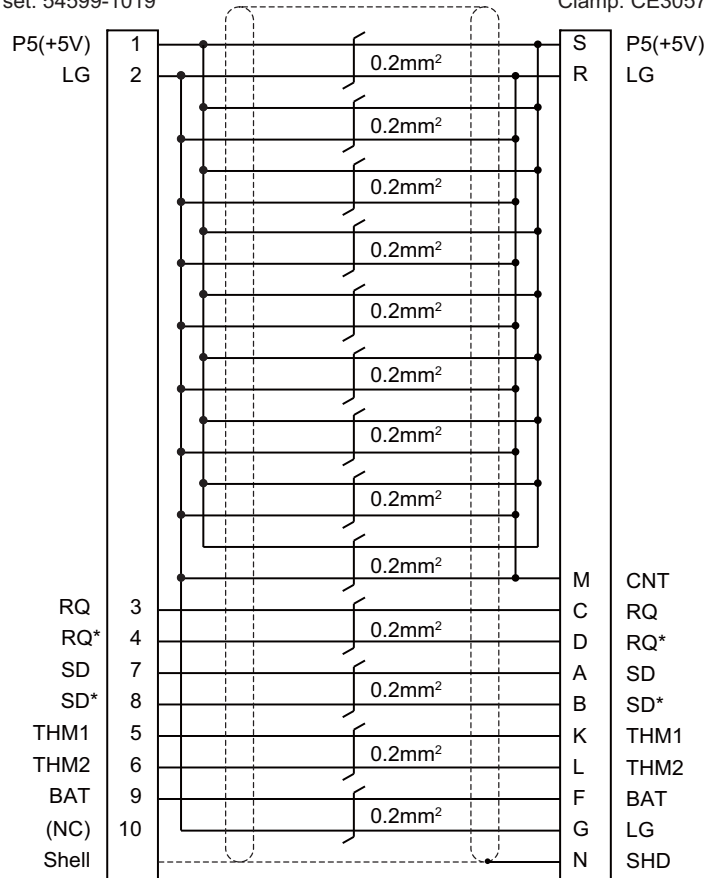 set: 54599-1019 Clamp: CE3057
P5(+5V) 1 0.2mm² S P5(+5V)
LG 2 R LG
0.2mm²
0.2mm²
0.2mm²
0.2mm²
0.2mm²
0.2mm²
0.2mm²
0.2mm²
M CNT
RQ 3 0.2mm² C RQ
RQ* 4 D RQ*
SD 7 0.2mm² A SD
SD* 8 B SD*
THM1 5 0.2mm² K THM1
THM2 6 L THM2
BAT 9 0.2mm² F BAT
(NC) 10 G LG
Shell N SHD